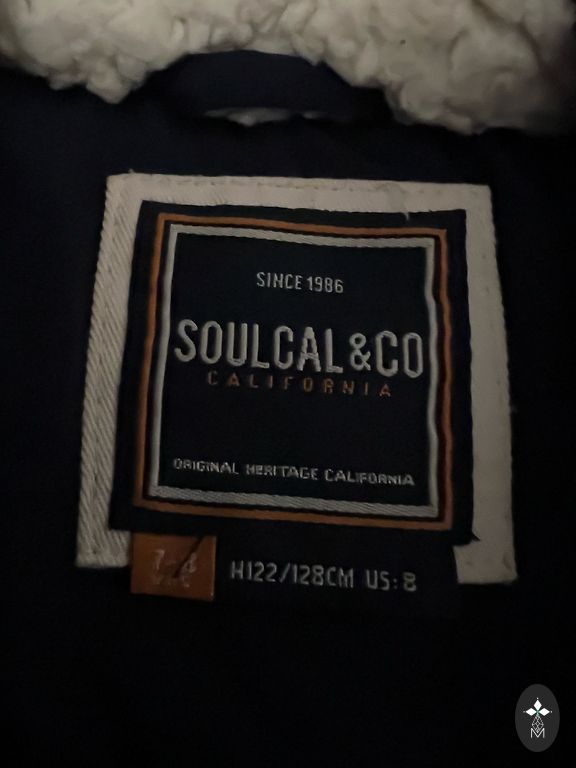 SINCE 1986
SOULCAL&CO
CALIFORNIA
ORIGINAL HERITAGE CALIFORNIA
H122/128CM US: 8
M